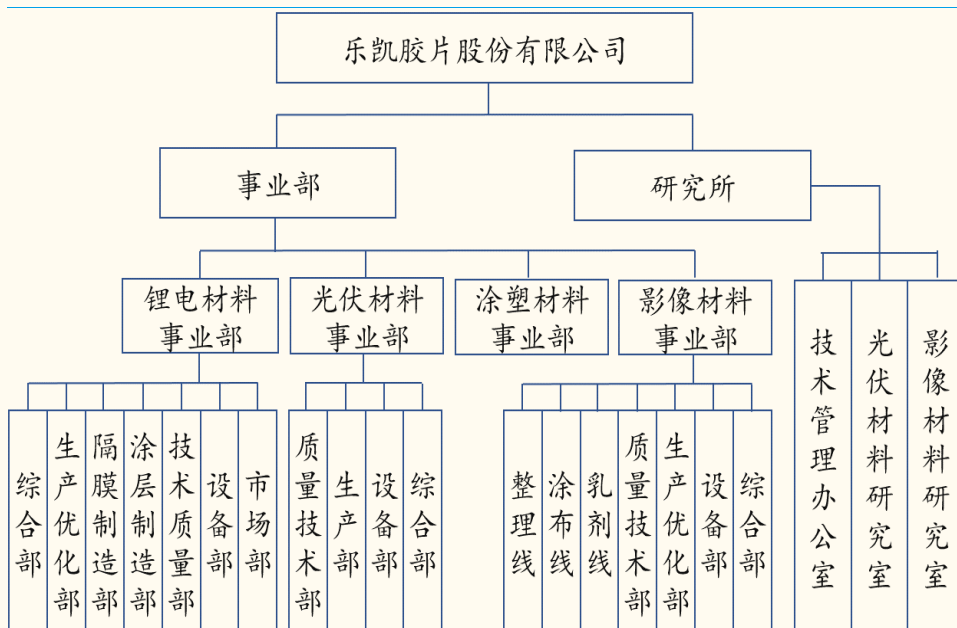 乐凯胶片股份有限公司
事业部
研究所
锂电材料
事业部
光伏材料
事业部
涂塑材料
事业部
影像材料
事业部
综合部
生产优化部
隔膜制造部
涂层制造部
技术质量部
设备部
市场部
质量技术部
生产部
设备部
综合部
整理线
涂布线
乳剂线
质量技术部
生产优化部
设备部
综合部
技术管理办公室
光伏材料研究室
影像材料研究室